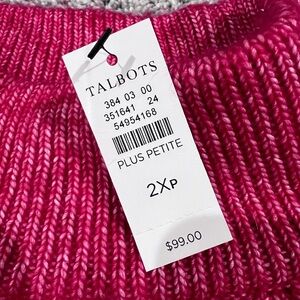 TALBOTS
384 03 00
351641 24
54954168
PLUS PETITE
2XP
$99.00